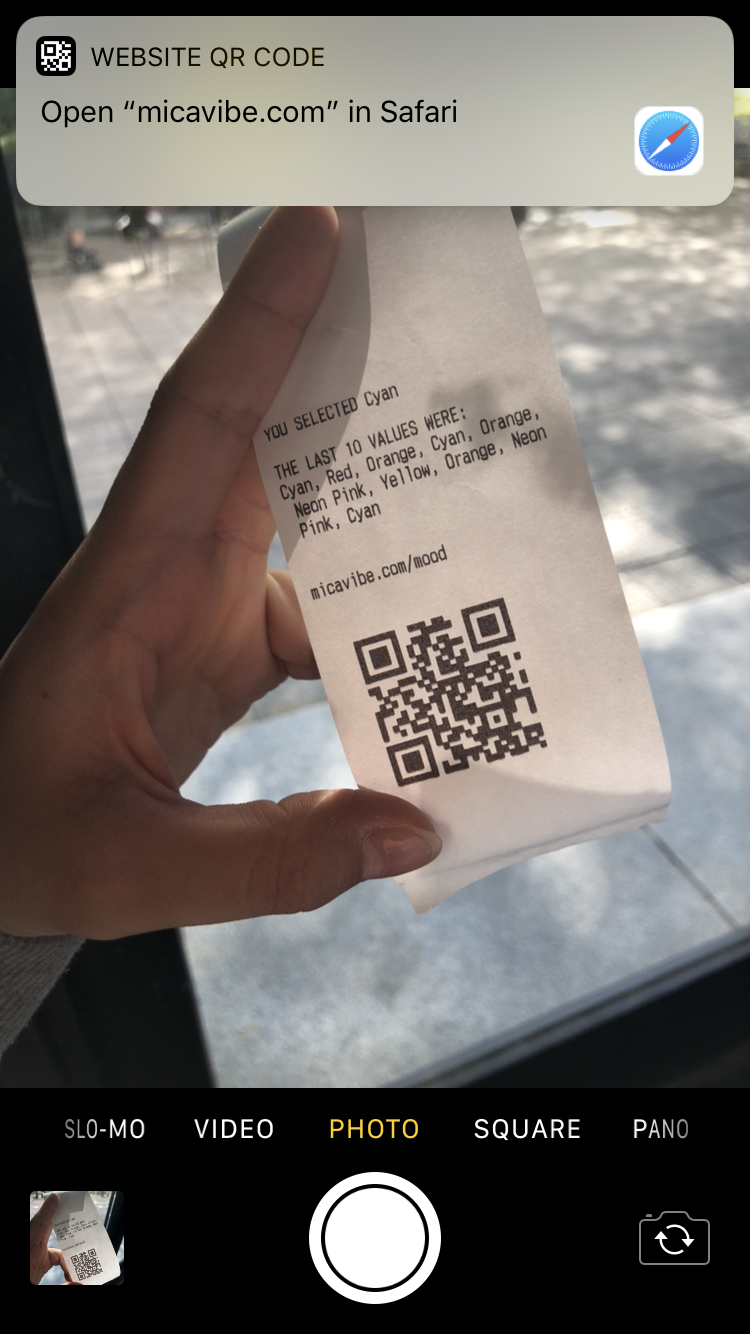 WEBSITE QR CODE
Open “micavibe.com” in Safari
YOU SELECTED Cyan
THE LAST 10 VALUES WERE:
Cyan, Red, Orange, Cyan, Orange,
Neon Pink, Yellow, Orange, Neon
Pink, Cyan
micavibe.com/mood
SLO-MO VIDEO PHOTO SQUARE PANO